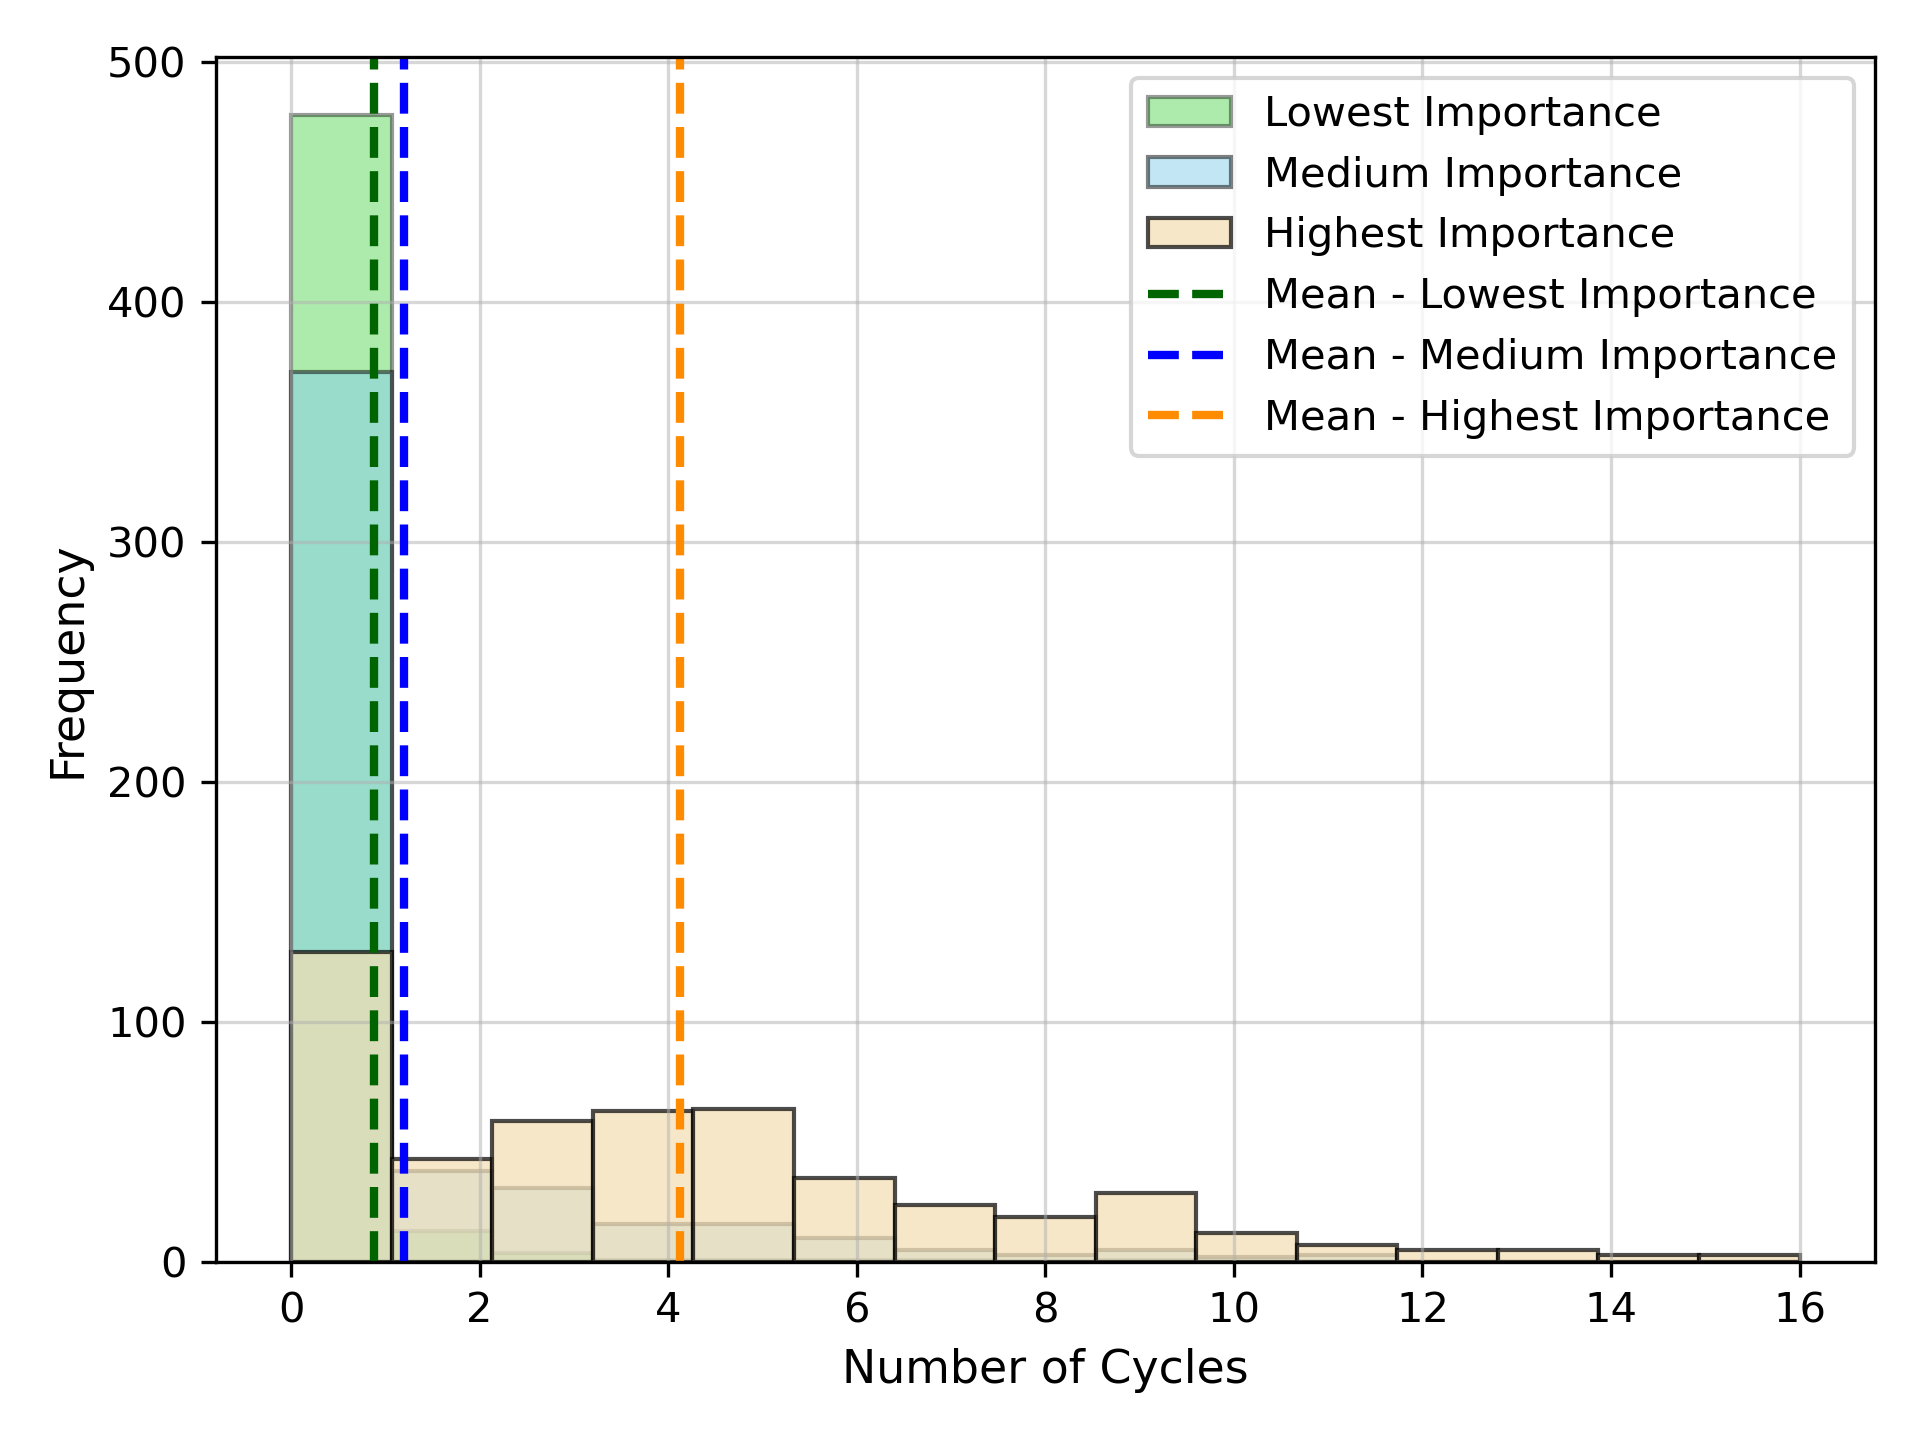 500
400
300
200
100
0
Frequency
0 2 4 6 8 10 12 14 16
Number of Cycles
Lowest Importance
Medium Importance
Highest Importance
Mean - Lowest Importance
Mean - Medium Importance
Mean - Highest Importance